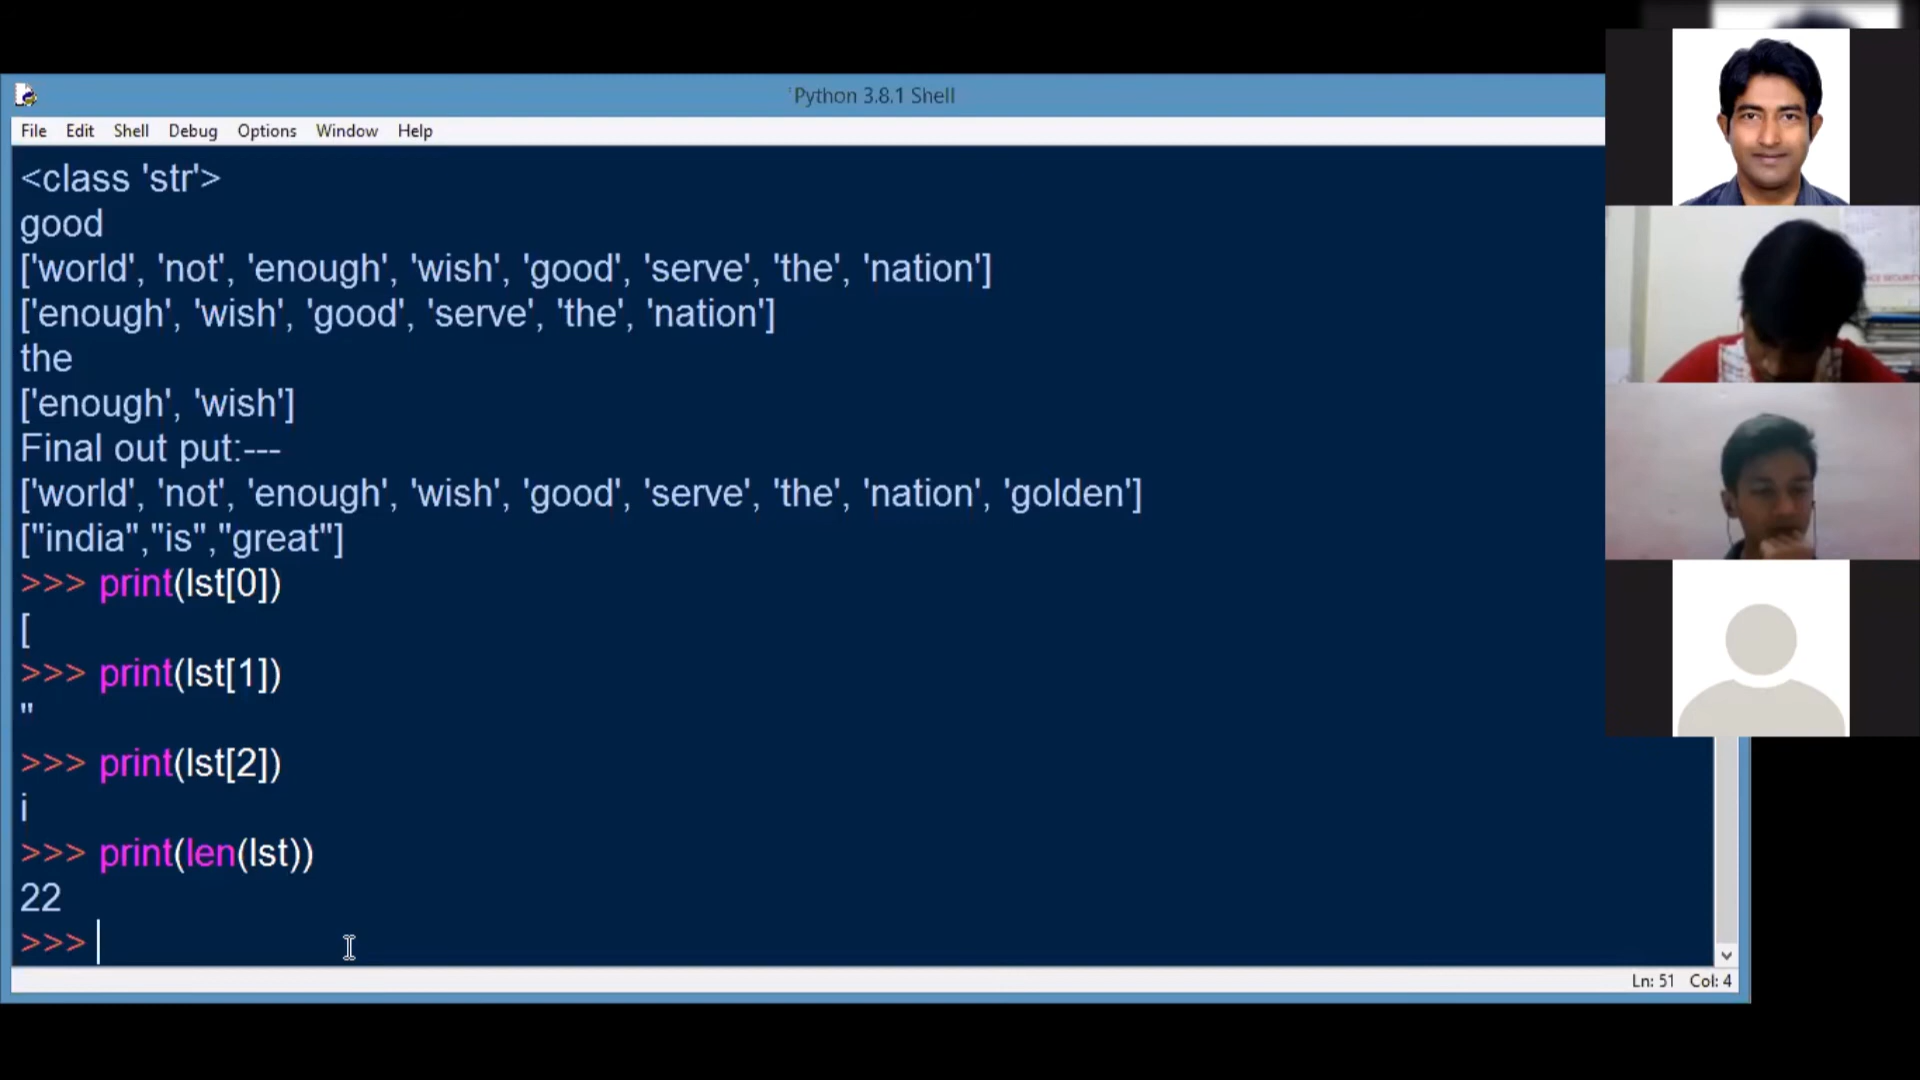 Python 3.8.1 Shell
File Edit Shell Debug Options Window Help
<class 'str'>
good
['world', 'not', 'enough', 'wish', 'good', 'serve', 'the', 'nation']
['enough', 'wish', 'good', 'serve', 'the', 'nation']
the
['enough', 'wish']
Final out put:---
['world', 'not', 'enough', 'wish', 'good', 'serve', 'the', 'nation', 'golden']
["india","is","great"]
>>> print(lst[0])
[
>>> print(lst[1])
"
>>> print(lst[2])
i
>>> print(len(lst))
22
>>>
Ln: 51 Col: 4